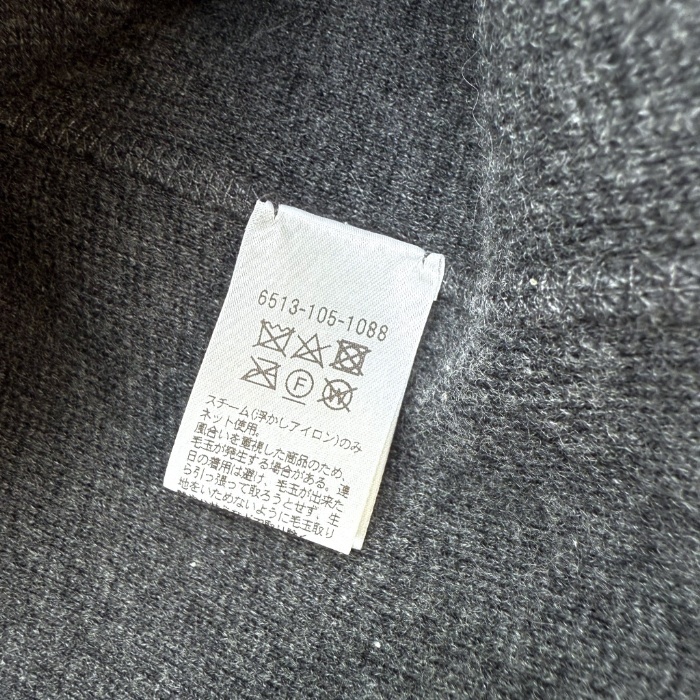 6513-105-1088
F
W
スチーム(浮かしアイロン)のみ
ネット使用。
風合いを重視した商品のため、
毛玉が発生する場合がある。連
日の着用は避け、毛玉が出来た
ら引っ張って取ろうとせず、生
地をいためないように毛玉取り